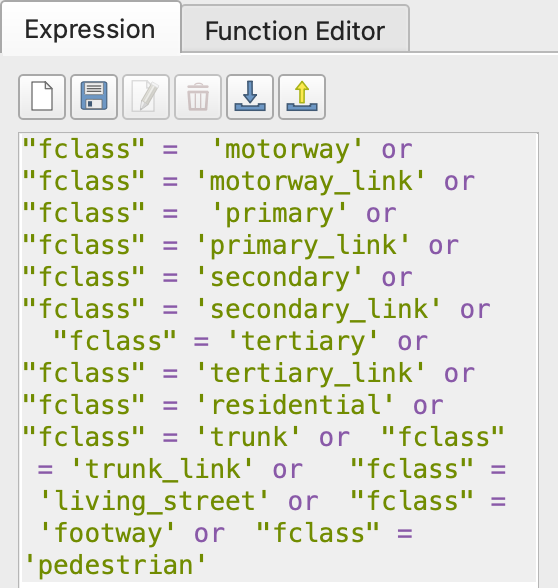 Expression
Function Editor
"fclass" =  'motorway' or
"fclass" = 'motorway_link' or
"fclass" =  'primary' or
"fclass" = 'primary_link' or
"fclass" = 'secondary' or
"fclass" = 'secondary_link' or
  "fclass" = 'tertiary' or
"fclass" = 'tertiary_link' or
"fclass" = 'residential' or
"fclass" = 'trunk' or  "fclass"
 = 'trunk_link' or   "fclass" =
 'living_street' or  "fclass" =
 'footway' or  "fclass" =
'pedestrian'